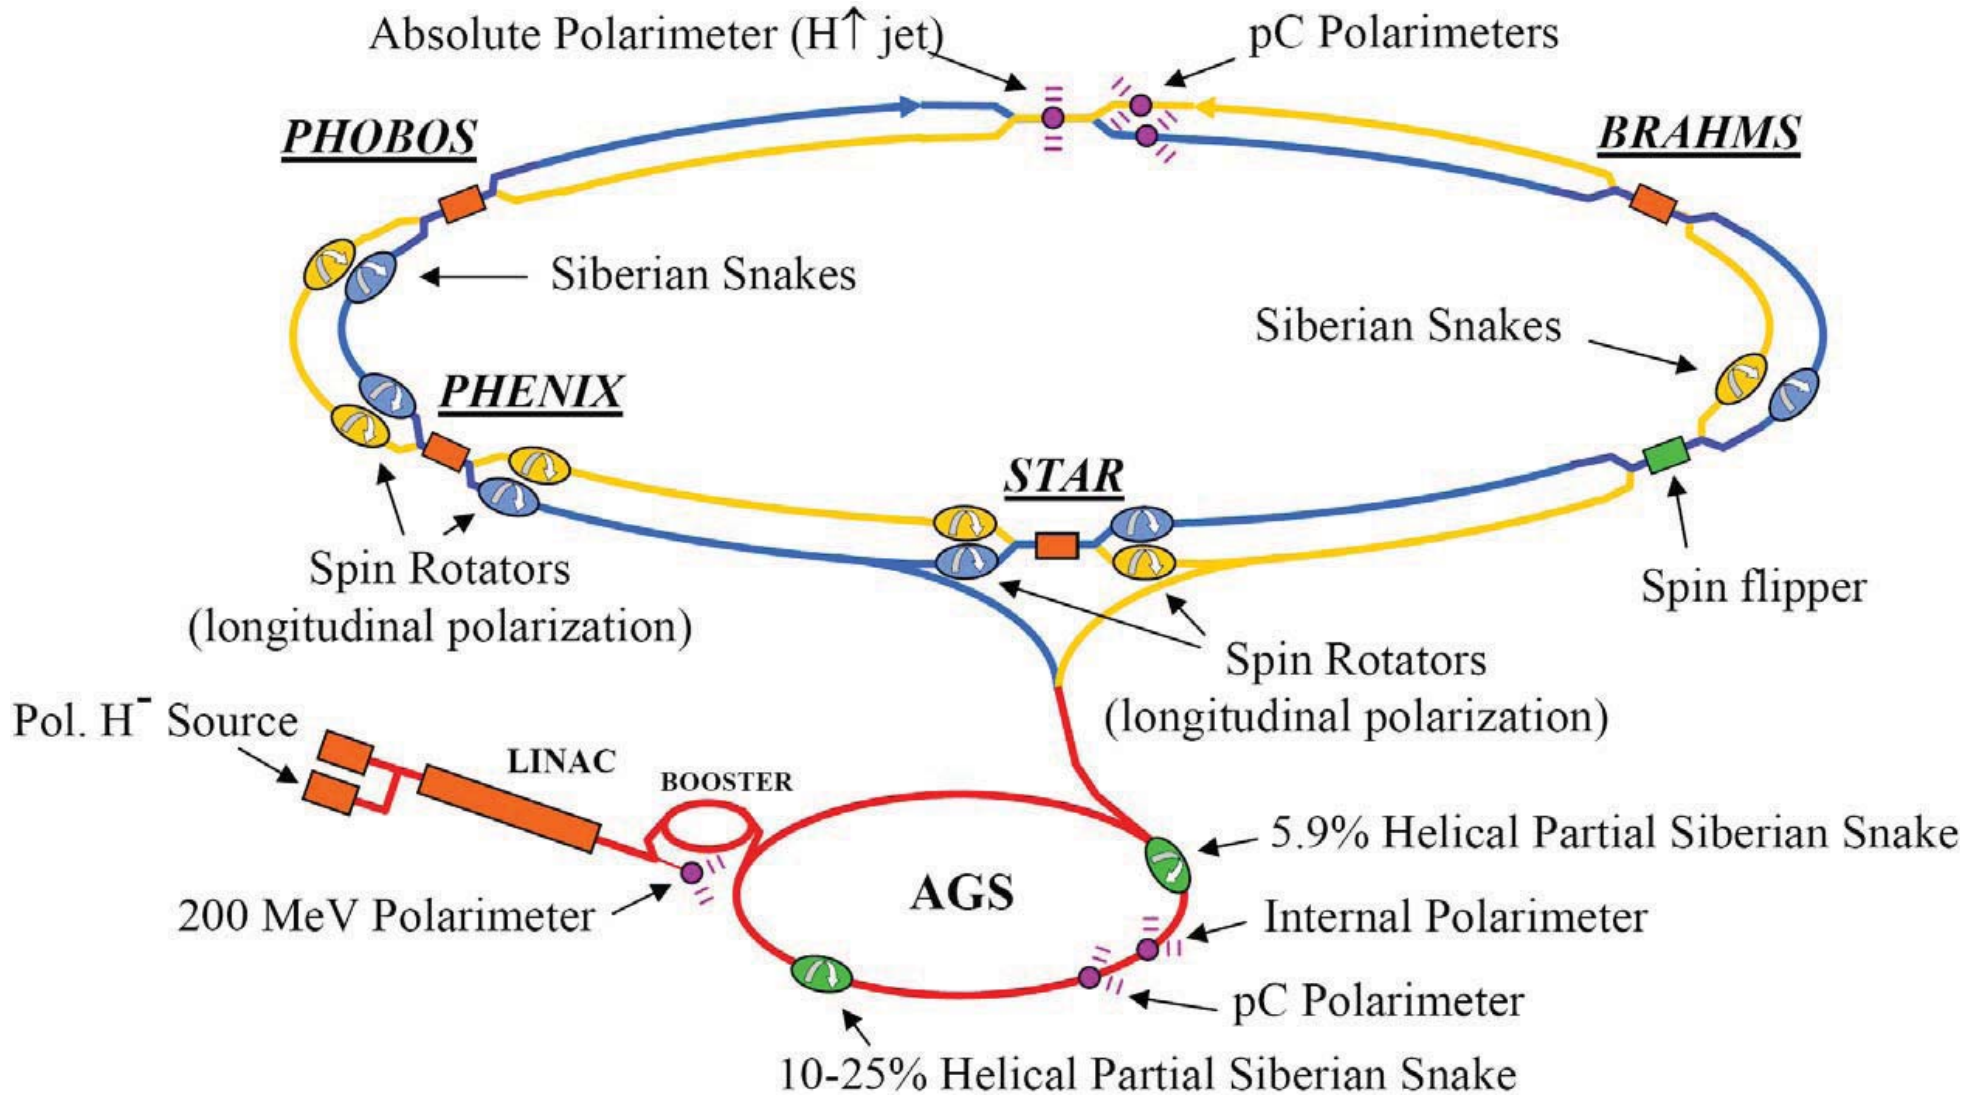 Absolute Polarimeter (H↑ jet)
pC Polarimeters
PHOBOS
BRAHMS
Siberian Snakes
Siberian Snakes
PHENIX
STAR
Spin Rotators
(longitudinal polarization)
Spin flipper
Spin Rotators
(longitudinal polarization)
Pol. H⁻ Source
LINAC
BOOSTER
5.9% Helical Partial Siberian Snake
AGS
200 MeV Polarimeter
Internal Polarimeter
pC Polarimeter
10-25% Helical Partial Siberian Snake